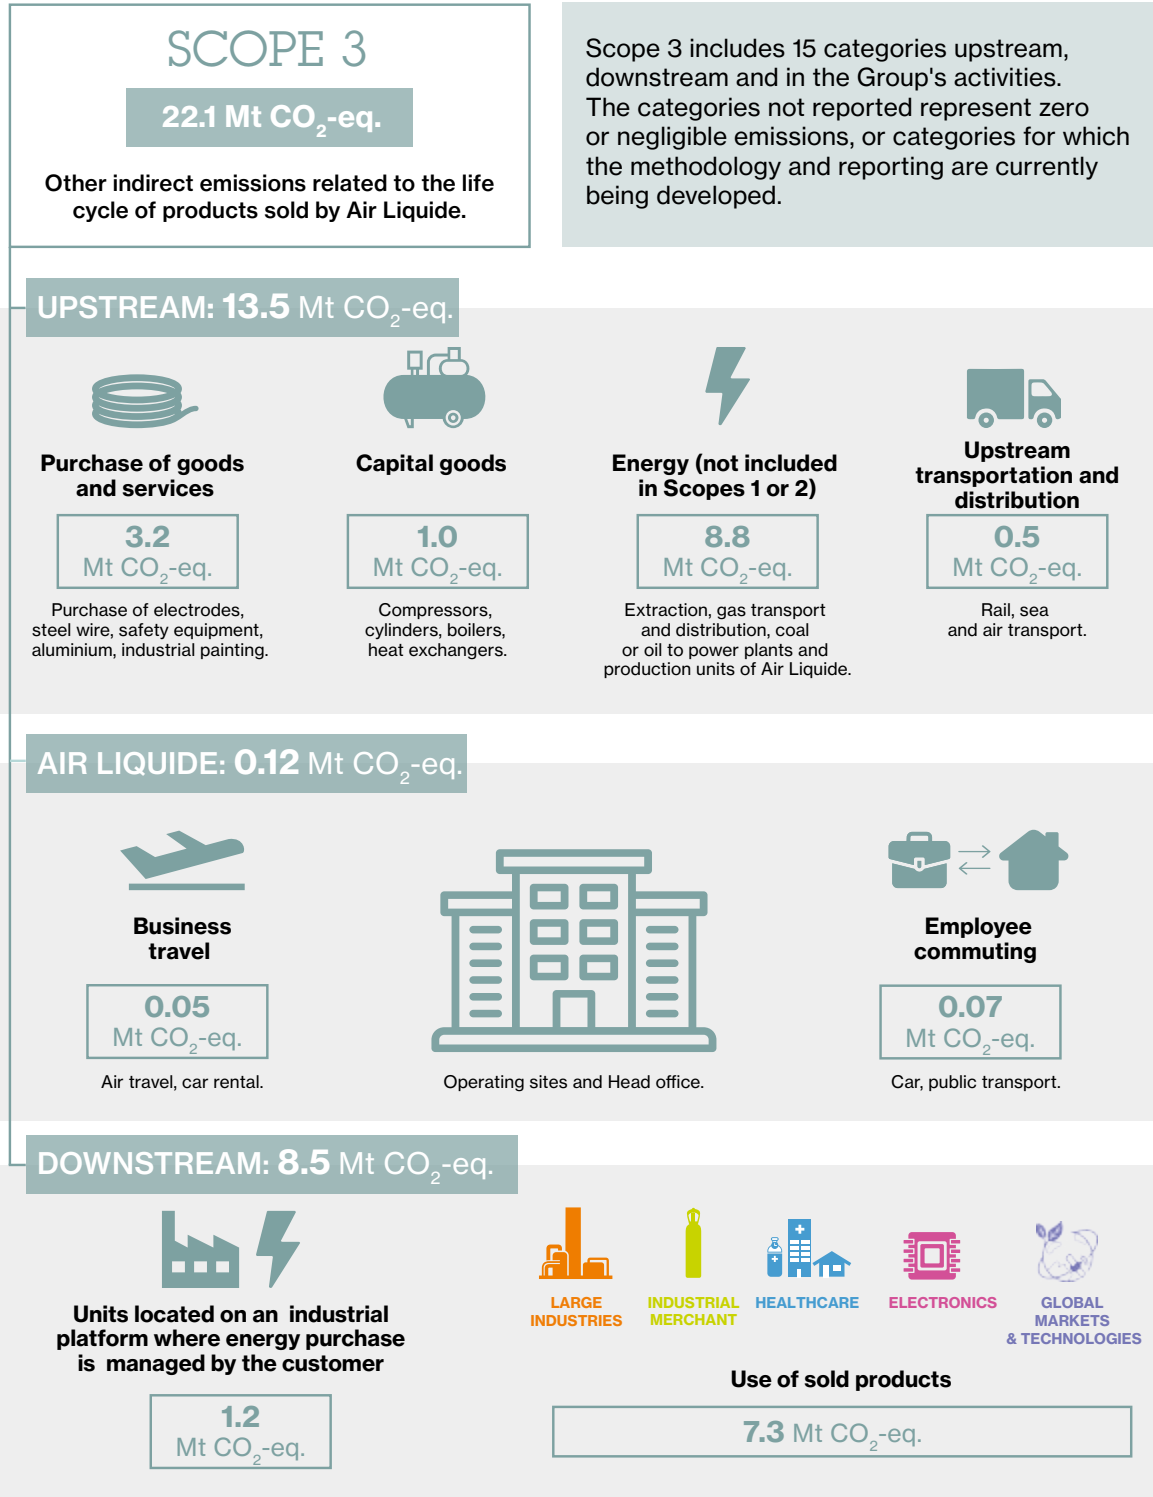 SCOPE 3
22.1 Mt CO₂-eq.
Other indirect emissions related to the life
cycle of products sold by Air Liquide.
Scope 3 includes 15 categories upstream,
downstream and in the Group's activities.
The categories not reported represent zero
or negligible emissions, or categories for which
the methodology and reporting are currently
being developed.
UPSTREAM: 13.5 Mt CO₂-eq.
Purchase of goods
and services
3.2
Mt CO₂-eq.
Purchase of electrodes,
steel wire, safety equipment,
aluminium, industrial painting.
Capital goods
1.0
Mt CO₂-eq.
Compressors,
cylinders, boilers,
heat exchangers.
Energy (not included
in Scopes 1 or 2)
8.8
Mt CO₂-eq.
Extraction, gas transport
and distribution, coal
or oil to power plants and
production units of Air Liquide.
Upstream
transportation and
distribution
0.5
Mt CO₂-eq.
Rail, sea
and air transport.
AIR LIQUIDE: 0.12 Mt CO₂-eq.
Business
travel
0.05
Mt CO₂-eq.
Air travel, car rental.
Operating sites and Head office.
Employee
commuting
0.07
Mt CO₂-eq.
Car, public transport.
DOWNSTREAM: 8.5 Mt CO₂-eq.
Units located on an industrial
platform where energy purchase
is managed by the customer
1.2
Mt CO₂-eq.
LARGE
INDUSTRIES
INDUSTRIAL
MERCHANT
HEALTHCARE
ELECTRONICS
GLOBAL
MARKETS
& TECHNOLOGIES
Use of sold products
7.3 Mt CO₂-eq.